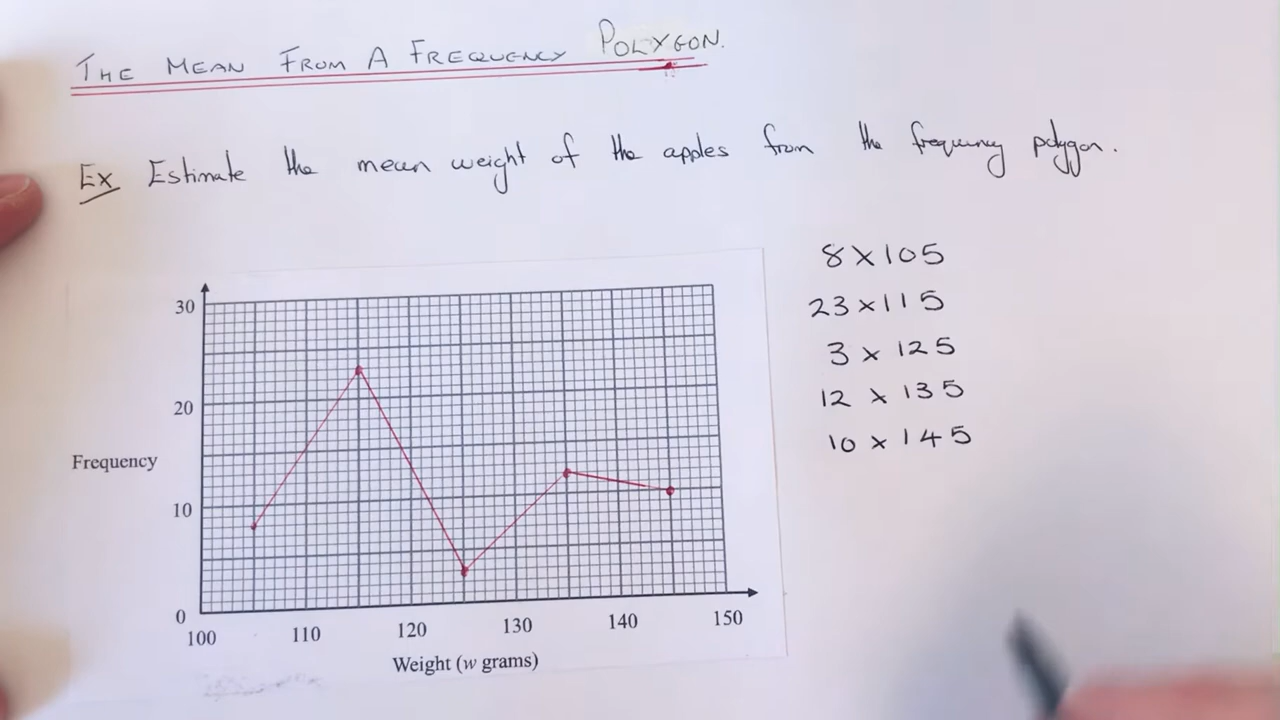 THE MEAN FROM A FREQUENCY POLYGON.
Ex Estimate the mean weight of the apples from the frequency polygon.
30
20
Frequency
10
0
100 110 120 130 140 150
Weight (w grams)
8 × 105
23 × 115
3 × 125
12 × 135
10 × 145